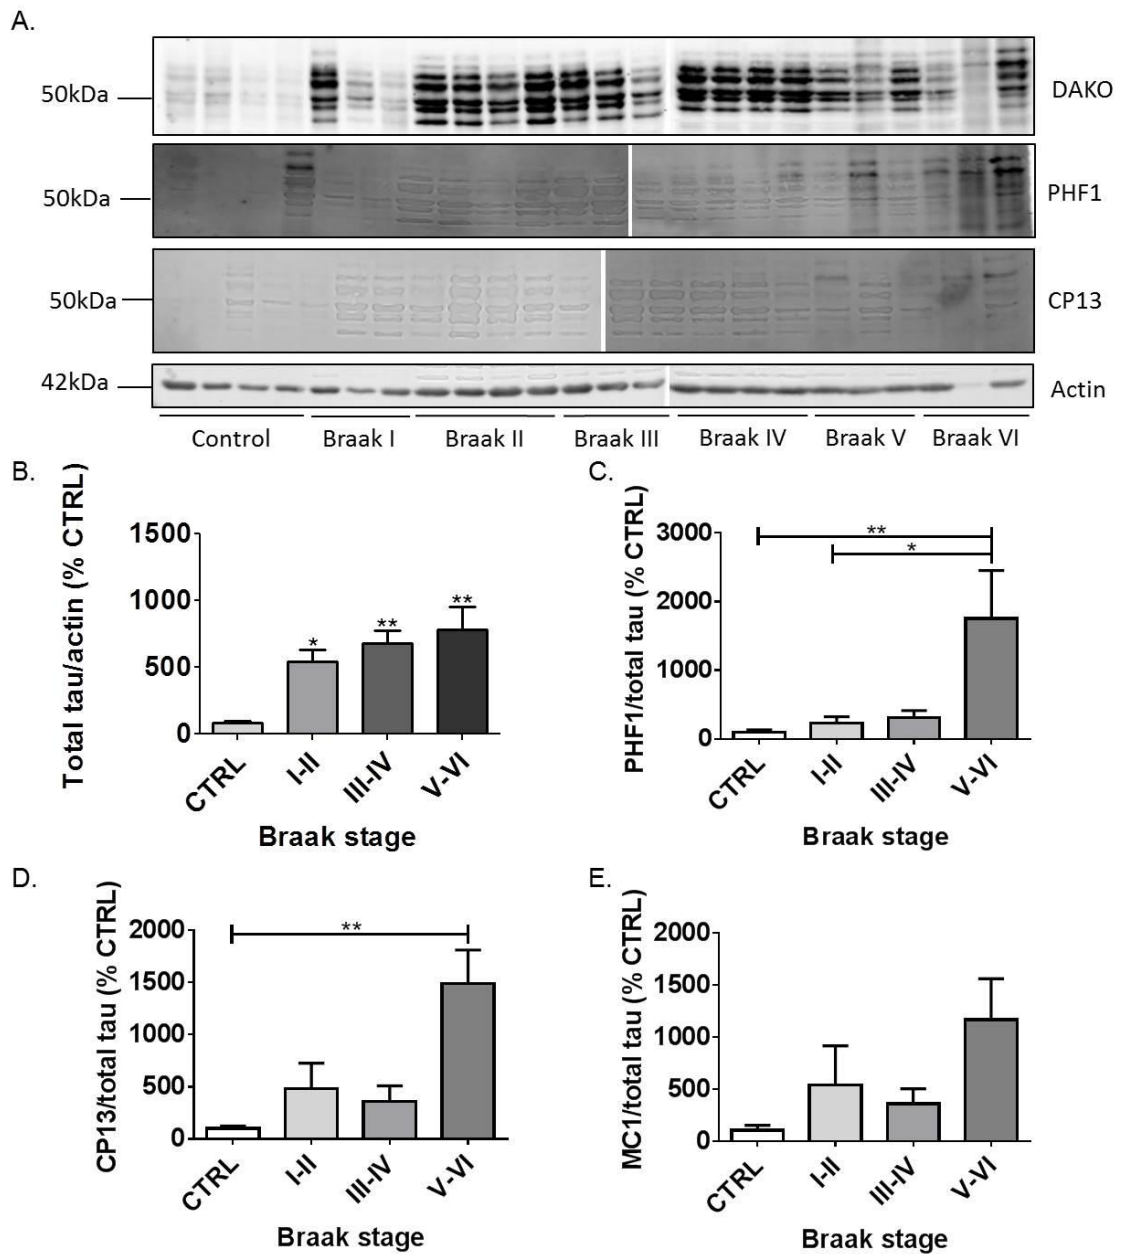 A.
50kDa
DAKO
50kDa
PHF1
50kDa
CP13
42kDa
Actin
Control Braak I Braak II Braak III Braak IV Braak V Braak VI
B.
Total tau/actin (% CTRL)
1500
1000
500
0
*
**
**
CTRL I-II III-IV V-VI
Braak stage
C.
PHF1/total tau (% CTRL)
3000
2000
1000
0
**
*
CTRL I-II III-IV V-VI
Braak stage
D.
CP13/total tau (% CTRL)
2000
1500
1000
500
0
**
CTRL I-II III-IV V-VI
Braak stage
E.
MC1/total tau (% CTRL)
2000
1500
1000
500
0
CTRL I-II III-IV V-VI
Braak stage